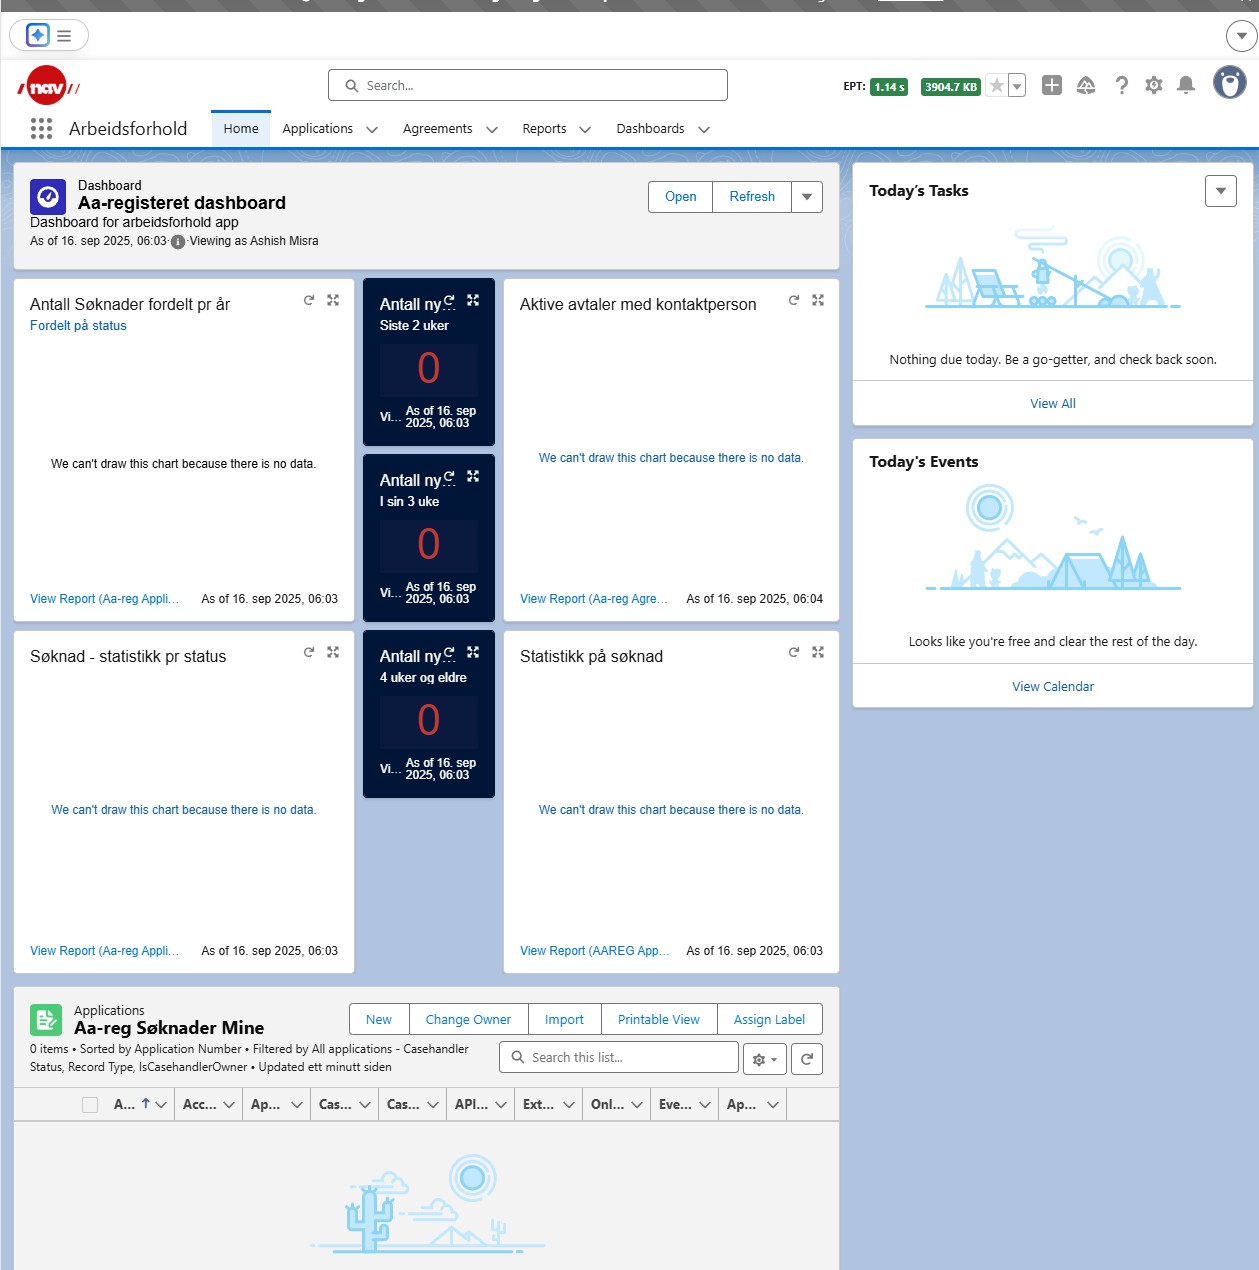 nav
Search...
EPT: 1.14 s 3904.7 KB
Arbeidsforhold Home Applications Agreements Reports Dashboards
Dashboard
Aa-registeret dashboard
Dashboard for arbeidsforhold app
As of 16. sep 2025, 06:03·Viewing as Ashish Misra
Open Refresh
Antall Søknader fordelt pr år
Fordelt på status
We can't draw this chart because there is no data.
View Report (Aa-reg Appli... As of 16. sep 2025, 06:03
Antall ny...
Siste 2 uker
0
Vi... As of 16. sep
2025, 06:03
Antall ny...
I sin 3 uke
0
Vi... As of 16. sep
2025, 06:03
Antall ny...
4 uker og eldre
0
Vi... As of 16. sep
2025, 06:03
Aktive avtaler med kontaktperson
We can't draw this chart because there is no data.
View Report (Aa-reg Agre... As of 16. sep 2025, 06:04
Søknad - statistikk pr status
We can't draw this chart because there is no data.
View Report (Aa-reg Appli... As of 16. sep 2025, 06:03
Statistikk på søknad
We can't draw this chart because there is no data.
View Report (AAREG App... As of 16. sep 2025, 06:03
Today's Tasks
Nothing due today. Be a go-getter, and check back soon.
View All
Today's Events
Looks like you're free and clear the rest of the day.
View Calendar
Applications
Aa-reg Søknader Mine
New Change Owner Import Printable View Assign Label
0 items • Sorted by Application Number • Filtered by All applications - Casehandler
Status, Record Type, IsCasehandlerOwner • Updated ett minutt siden
Search this list...
A... Acc... Ap... Cas... Cas... API... Ext... Onl... Eve... Ap...